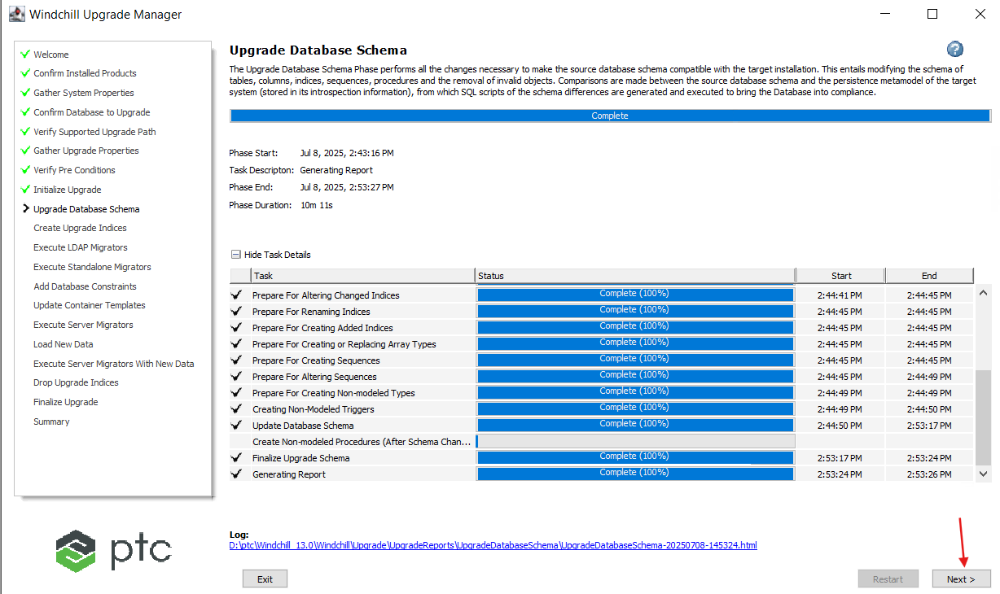 Windchill Upgrade Manager
Welcome
Confirm Installed Products
Gather System Properties
Confirm Database to Upgrade
Verify Supported Upgrade Path
Gather Upgrade Properties
Verify Pre Conditions
Initialize Upgrade
Upgrade Database Schema
Create Upgrade Indices
Execute LDAP Migrators
Execute Standalone Migrators
Add Database Constraints
Update Container Templates
Execute Server Migrators
Load New Data
Execute Server Migrators With New Data
Drop Upgrade Indices
Finalize Upgrade
Summary
ptc
Upgrade Database Schema
?
The Upgrade Database Schema Phase performs all the changes necessary to make the source database schema compatible with the target installation. This entails modifying the schema of
tables, columns, indices, sequences, procedures and the removal of invalid objects. Comparisons are made between the source database schema and the persistence metamodel of the target
system (stored in its introspection information), from which SQL scripts of the schema differences are generated and executed to bring the Database into compliance.
Complete
Phase Start: Jul 8, 2025, 2:43:16 PM
Task Descripton: Generating Report
Phase End: Jul 8, 2025, 2:53:27 PM
Phase Duration: 10m 11s
Hide Task Details
Task Status Start End
Prepare For Altering Changed Indices Complete (100%) 2:44:41 PM 2:44:45 PM
Prepare For Renaming Indices Complete (100%) 2:44:45 PM 2:44:45 PM
Prepare For Creating Added Indices Complete (100%) 2:44:45 PM 2:44:45 PM
Prepare For Creating or Replacing Array Types Complete (100%) 2:44:45 PM 2:44:45 PM
Prepare For Creating Sequences Complete (100%) 2:44:45 PM 2:44:45 PM
Prepare For Altering Sequences Complete (100%) 2:44:45 PM 2:44:49 PM
Prepare For Creating Non-modeled Types Complete (100%) 2:44:49 PM 2:44:49 PM
Creating Non-Modeled Triggers Complete (100%) 2:44:49 PM 2:44:50 PM
Update Database Schema Complete (100%) 2:44:50 PM 2:53:17 PM
Create Non-modeled Procedures (After Schema Chan...
Finalize Upgrade Schema Complete (100%) 2:53:17 PM 2:53:24 PM
Generating Report Complete (100%) 2:53:24 PM 2:53:26 PM
Log:
D:\ptc\Windchill_13.0\Windchill\Upgrade\UpgradeReports\UpgradeDatabaseSchema\UpgradeDatabaseSchema-20250708-145324.html
Exit Restart Next >